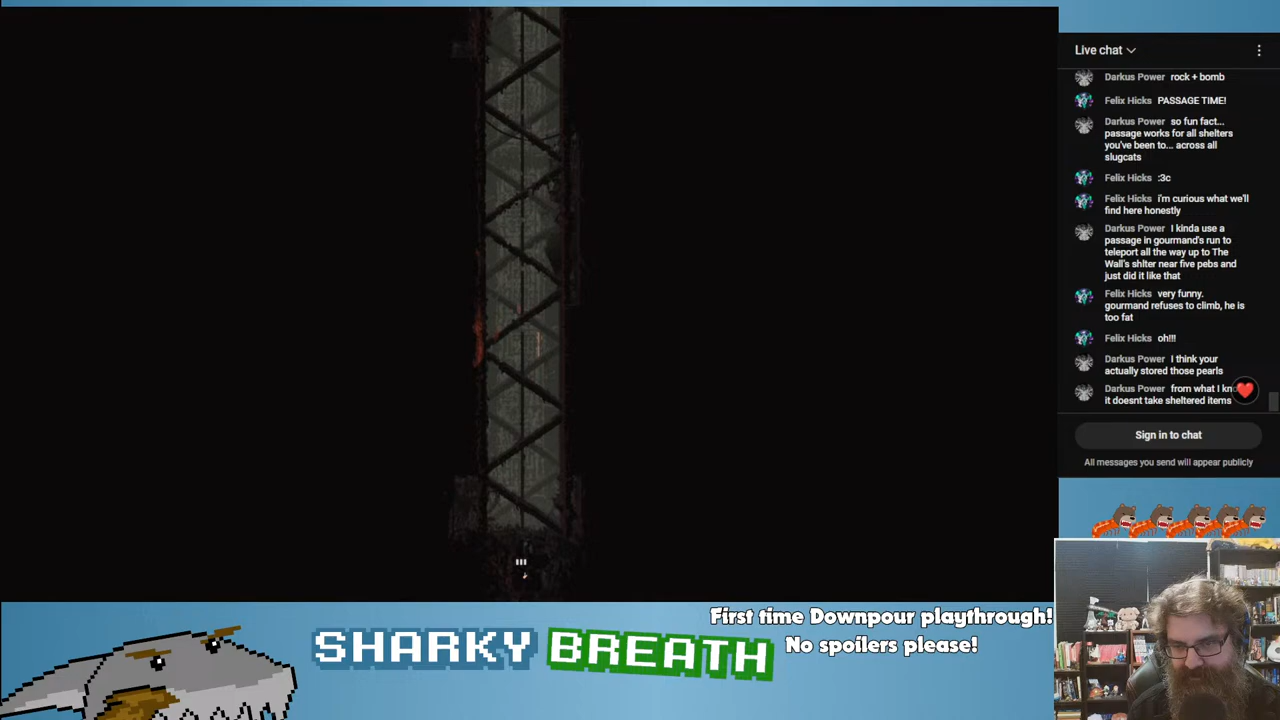 Live chat
Darkus Power rock + bomb
Felix Hicks PASSAGE TIME!
Darkus Power so fun fact...
passage works for all shelters
you've been to... across all
slugcats
Felix Hicks :3c
Felix Hicks i'm curious what we'll
find here honestly
Darkus Power I kinda use a
passage in gourmand's run to
teleport all the way up to The
Wall's shlter near five pebs and
just did it like that
Felix Hicks very funny.
gourmand refuses to climb, he is
too fat
Felix Hicks oh!!!
Darkus Power I think your
actually stored those pearls
Darkus Power from what I kn
it doesnt take sheltered items
Sign in to chat
All messages you send will appear publicly
First time Downpour playthrough!
No spoilers please!
SHARKY BREATH